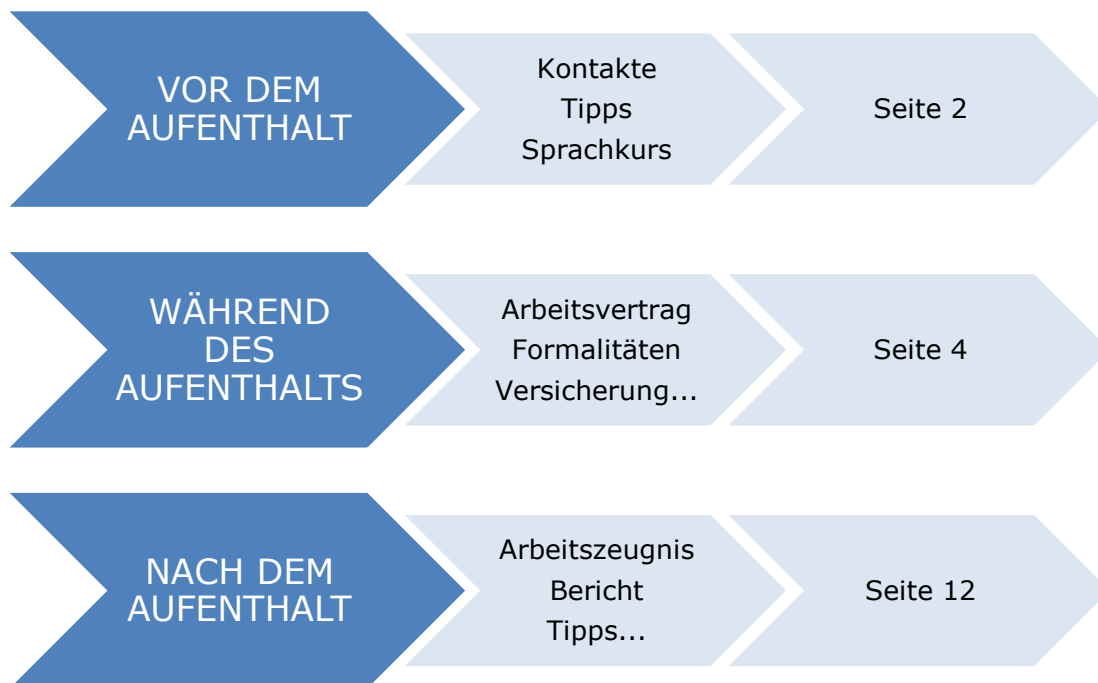 VOR DEM
AUFENTHALT
Kontakte
Tipps
Sprachkurs
Seite 2
WÄHREND
DES
AUFENTHALTS
Arbeitsvertrag
Formalitäten
Versicherung...
Seite 4
NACH DEM
AUFENTHALT
Arbeitszeugnis
Bericht
Tipps...
Seite 12